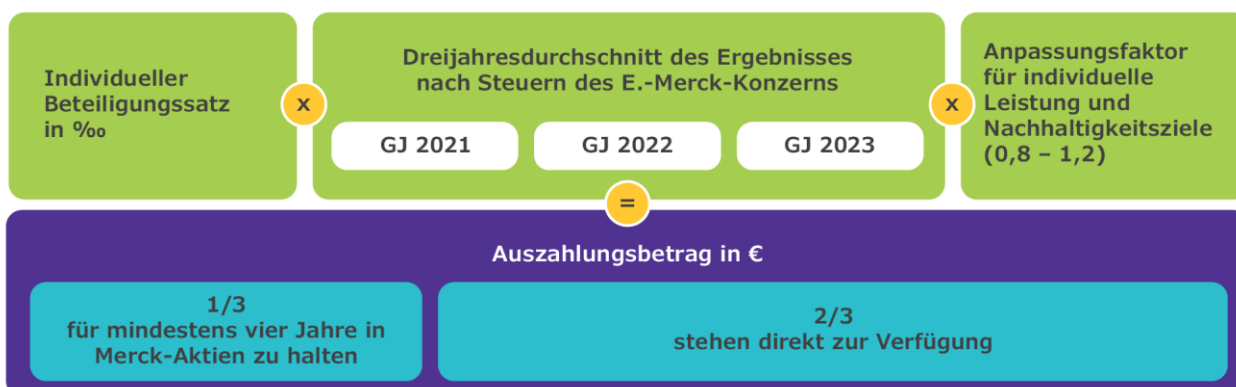 Individueller
Beteiligungssatz
in ‰
x
Dreijahresdurchschnitt des Ergebnisses
nach Steuern des E.-Merck-Konzerns
GJ 2021
GJ 2022
GJ 2023
x
Anpassungsfaktor
für individuelle
Leistung und
Nachhaltigkeitsziele
(0,8 – 1,2)
=
Auszahlungsbetrag in €
1/3
für mindestens vier Jahre in
Merck-Aktien zu halten
2/3
stehen direkt zur Verfügung